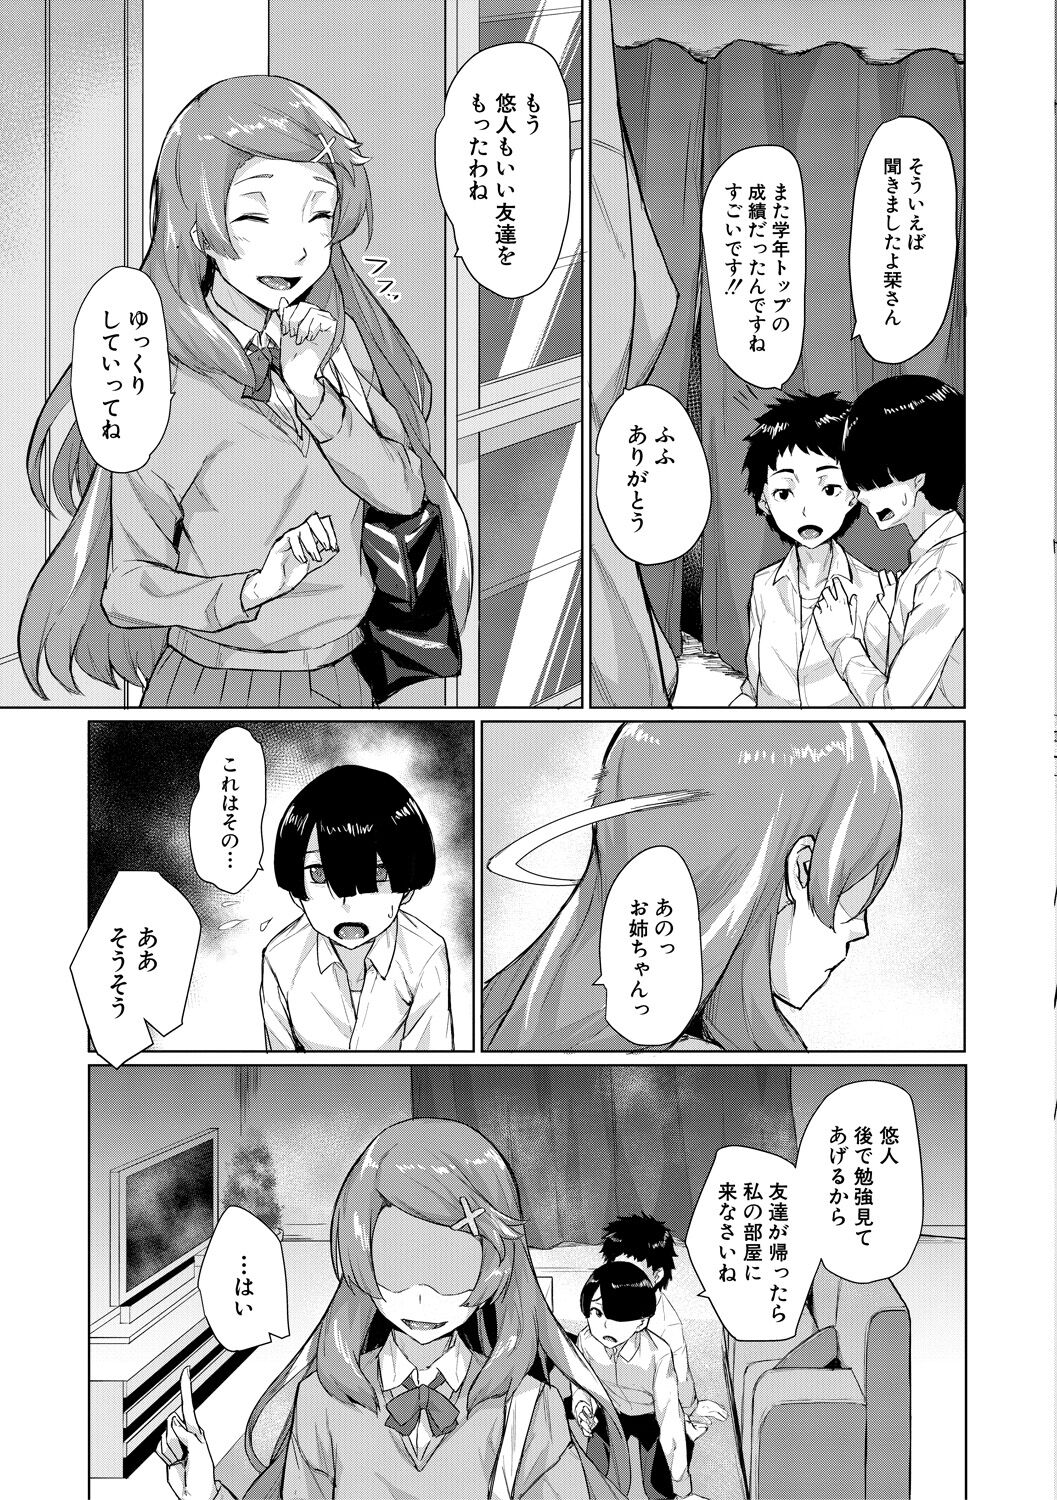 そういえば
聞きましたよ栞さん
また学年トップの
成績だったんですね
すごいです!!
ふふ
ありがとう
もう
悠人もいい友達を
もったわね
ゆっくり
していってね
あのっ
お姉ちゃんっ
これはその…
ああ
そうそう
悠人
後で勉強見て
あげるから
友達が帰ったら
私の部屋に
来なさいね
…はい